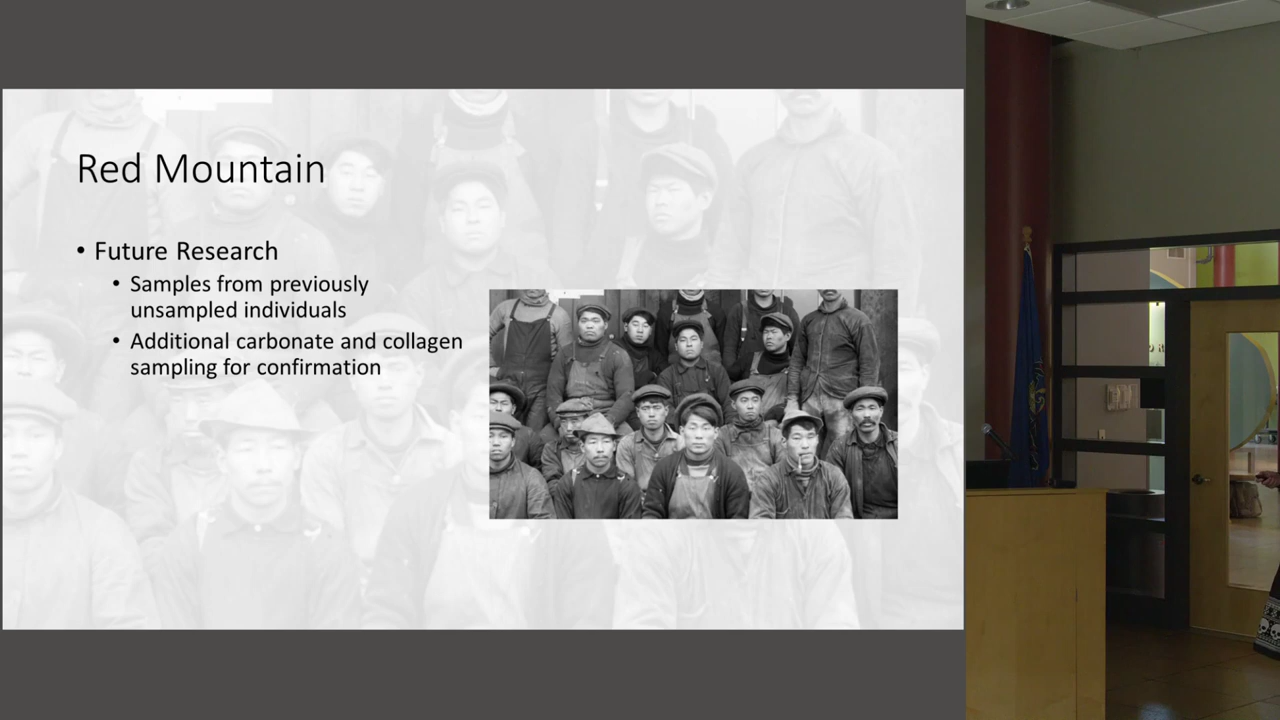 Red Mountain
• Future Research
• Samples from previously
unsampled individuals
• Additional carbonate and collagen
sampling for confirmation